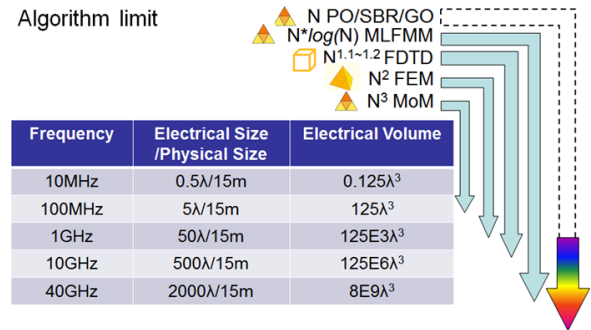 Algorithm limit
N PO/SBR/GO
N*log(N) MLFMM
N1.1~1.2 FDTD
N2 FEM
N3 MoM
Frequency Electrical Size /Physical Size Electrical Volume
10MHz 0.5λ/15m 0.125λ3
100MHz 5λ/15m 125λ3
1GHz 50λ/15m 125E3λ3
10GHz 500λ/15m 125E6λ3
40GHz 2000λ/15m 8E9λ3